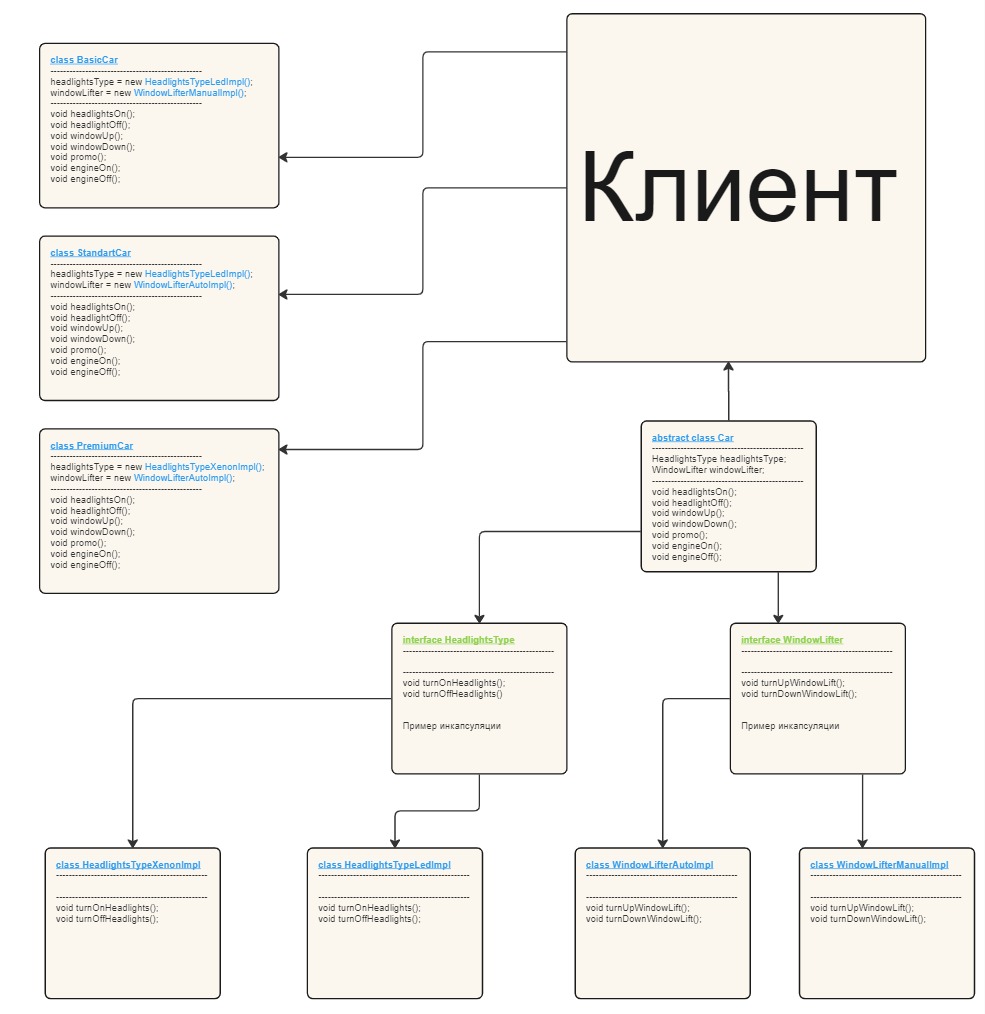 class BasicCar
------------------------------------------------
headlightsType = new HeadlightsTypeLedImpl();
windowLifter = new WindowLifterManualImpl();
------------------------------------------------
void headlightsOn();
void headlightOff();
void windowUp();
void windowDown();
void promo();
void engineOn();
void engineOff();
Клиент
class StandartCar
------------------------------------------------
headlightsType = new HeadlightsTypeLedImpl();
windowLifter = new WindowLifterAutoImpl();
------------------------------------------------
void headlightsOn();
void headlightOff();
void windowUp();
void windowDown();
void promo();
void engineOn();
void engineOff();
class PremiumCar
------------------------------------------------
headlightsType = new HeadlightsTypeXenonImpl();
windowLifter = new WindowLifterAutoImpl();
------------------------------------------------
void headlightsOn();
void headlightOff();
void windowUp();
void windowDown();
void promo();
void engineOn();
void engineOff();
abstract class Car
------------------------------------------------
HeadlightsType headlightsType;
WindowLifter windowLifter;
------------------------------------------------
void headlightsOn();
void headlightOff();
void windowUp();
void windowDown();
void promo();
void engineOn();
void engineOff();
interface HeadlightsType
------------------------------------------------
------------------------------------------------
void turnOnHeadlights();
void turnOffHeadlights()
Пример инкапсуляции
interface WindowLifter
------------------------------------------------
------------------------------------------------
void turnUpWindowLift();
void turnDownWindowLift();
Пример инкапсуляции
class HeadlightsTypeXenonImpl
------------------------------------------------
------------------------------------------------
void turnOnHeadlights();
void turnOffHeadlights();
class HeadlightsTypeLedImpl
------------------------------------------------
------------------------------------------------
void turnOnHeadlights();
void turnOffHeadlights();
class WindowLifterAutoImpl
------------------------------------------------
------------------------------------------------
void turnUpWindowLift();
void turnDownWindowLift();
class WindowLifterManualImpl
------------------------------------------------
------------------------------------------------
void turnUpWindowLift();
void turnDownWindowLift();